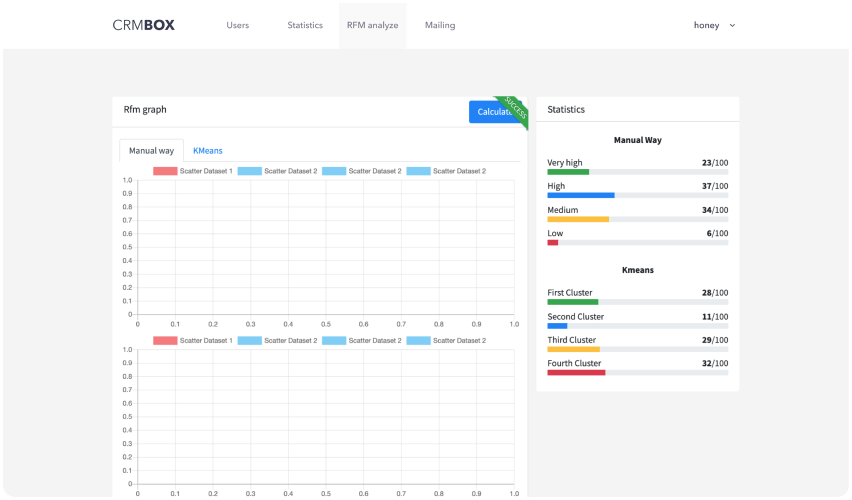 CRMBOX Users Statistics RFM analyze Mailing honey
Rfm graph
SUCCESS
Manual way KMeans
Scatter Dataset 1 Scatter Dataset 2 Scatter Dataset 2 Scatter Dataset 2
1.0
0.9
0.8
0.7
0.6
0.5
0.4
0.3
0.2
0.1
0
0 0.1 0.2 0.3 0.4 0.5 0.6 0.7 0.8 0.9 1.0
Scatter Dataset 1 Scatter Dataset 2 Scatter Dataset 2 Scatter Dataset 2
1.0
0.9
0.8
0.7
0.6
0.5
0.4
0.3
0.2
0.1
0
0 0.1 0.2 0.3 0.4 0.5 0.6 0.7 0.8 0.9 1.0
Statistics
Manual Way
Very high 23/100
High 37/100
Medium 34/100
Low 6/100
Kmeans
First Cluster 28/100
Second Cluster 11/100
Third Cluster 29/100
Fourth Cluster 32/100